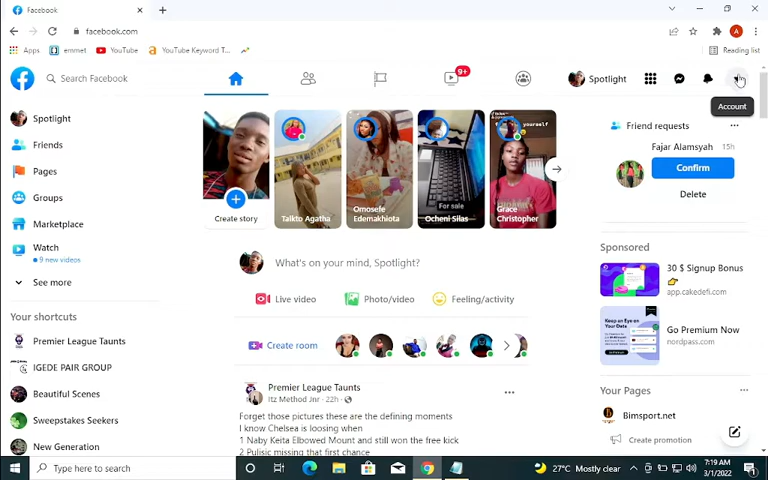 Facebook
facebook.com
Apps
emmet
YouTube
YouTube Keyword T...
Reading list
A
Search Facebook
9+
Spotlight
Account
Spotlight
Friends
Pages
Groups
Marketplace
Watch
9 new videos
See more
Your shortcuts
Premier League Taunts
IGEDE PAIR GROUP
Beautiful Scenes
Sweepstakes Seekers
New Generation
Create story
Talkto Agatha
Omosefe
Edemakhiota
For sale
Ocheni Silas
yourself
Grace
Christopher
What's on your mind, Spotlight?
Live video
Photo/video
Feeling/activity
Create room
Premier League Taunts
Itz Method Jnr · 22h ·
Forget those pictures these are the defining moments
I know Chelsea is loosing when
1 Naby Keita Elbowed Mount and still won the free kick
2 Pulisic missing that first chance
Friend requests
Fajar Alamsyah
15h
Confirm
Delete
Sponsored
30 $ Signup Bonus
app.cakedefi.com
Keep an Eye on
Your Data
Go Premium Now
nordpass.com
Your Pages
Bimsport.net
Create promotion
Type here to search
27°C Mostly clear
7:19 AM
3/1/2022